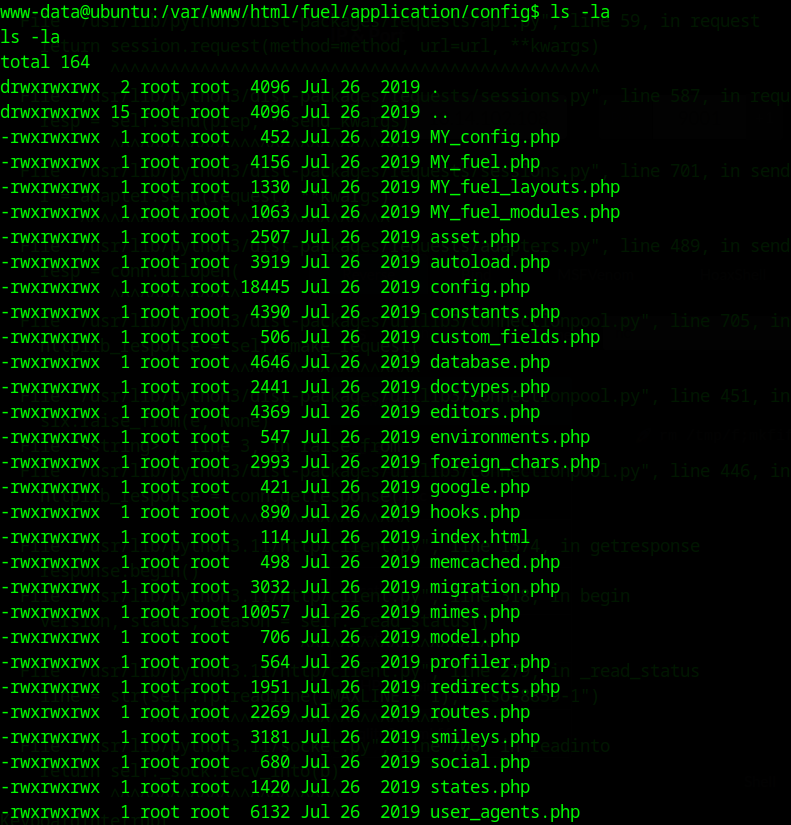 www-data@ubuntu:/var/www/html/fuel/application/config$ ls -la
ls -la
total 164
drwxrwxrwx  2 root root  4096 Jul 26  2019 .
drwxrwxrwx 15 root root  4096 Jul 26  2019 ..
-rwxrwxrwx  1 root root   452 Jul 26  2019 MY_config.php
-rwxrwxrwx  1 root root  4156 Jul 26  2019 MY_fuel.php
-rwxrwxrwx  1 root root  1330 Jul 26  2019 MY_fuel_layouts.php
-rwxrwxrwx  1 root root  1063 Jul 26  2019 MY_fuel_modules.php
-rwxrwxrwx  1 root root  2507 Jul 26  2019 asset.php
-rwxrwxrwx  1 root root  3919 Jul 26  2019 autoload.php
-rwxrwxrwx  1 root root 18445 Jul 26  2019 config.php
-rwxrwxrwx  1 root root  4390 Jul 26  2019 constants.php
-rwxrwxrwx  1 root root   506 Jul 26  2019 custom_fields.php
-rwxrwxrwx  1 root root  4646 Jul 26  2019 database.php
-rwxrwxrwx  1 root root  2441 Jul 26  2019 doctypes.php
-rwxrwxrwx  1 root root  4369 Jul 26  2019 editors.php
-rwxrwxrwx  1 root root   547 Jul 26  2019 environments.php
-rwxrwxrwx  1 root root  2993 Jul 26  2019 foreign_chars.php
-rwxrwxrwx  1 root root   421 Jul 26  2019 google.php
-rwxrwxrwx  1 root root   890 Jul 26  2019 hooks.php
-rwxrwxrwx  1 root root   114 Jul 26  2019 index.html
-rwxrwxrwx  1 root root   498 Jul 26  2019 memcached.php
-rwxrwxrwx  1 root root  3032 Jul 26  2019 migration.php
-rwxrwxrwx  1 root root 10057 Jul 26  2019 mimes.php
-rwxrwxrwx  1 root root   706 Jul 26  2019 model.php
-rwxrwxrwx  1 root root   564 Jul 26  2019 profiler.php
-rwxrwxrwx  1 root root  1951 Jul 26  2019 redirects.php
-rwxrwxrwx  1 root root  2269 Jul 26  2019 routes.php
-rwxrwxrwx  1 root root  3181 Jul 26  2019 smileys.php
-rwxrwxrwx  1 root root   680 Jul 26  2019 social.php
-rwxrwxrwx  1 root root  1420 Jul 26  2019 states.php
-rwxrwxrwx  1 root root  6132 Jul 26  2019 user_agents.php